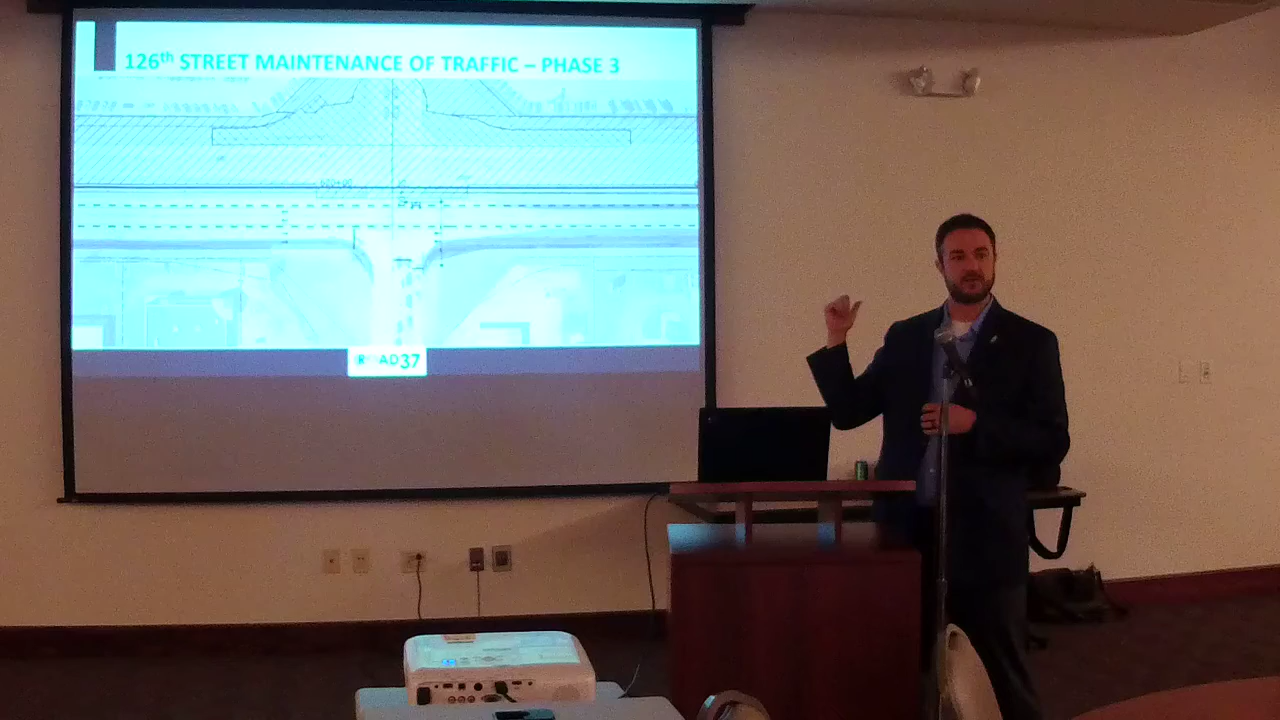 126th STREET MAINTENANCE OF TRAFFIC – PHASE 3
ROAD37